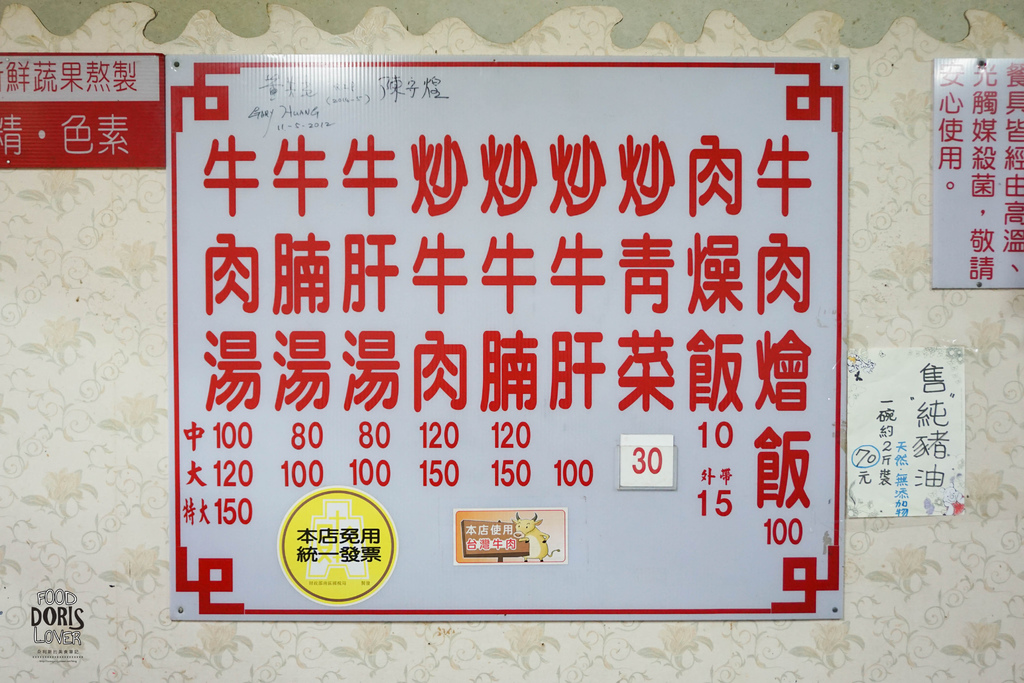 新鮮蔬果熬製
精·色素
陳宇煌
GARY HUANG
11-5-2012
牛肉燴飯
100
肉燥飯
10
外帶
15
炒青菜
30
炒牛肝
100
炒牛腩
120
150
炒牛肉
120
150
牛肝湯
80
100
牛腩湯
80
100
牛肉湯
中 100
大 120
特大 150
本店免用
統一發票
本店使用
台灣牛肉
餐具皆經由高溫、
光觸媒殺菌，敬請
安心使用。
售"純豬油
天然·無添加物
一碗約2斤裝
70元
FOOD
DORIS
LOVER